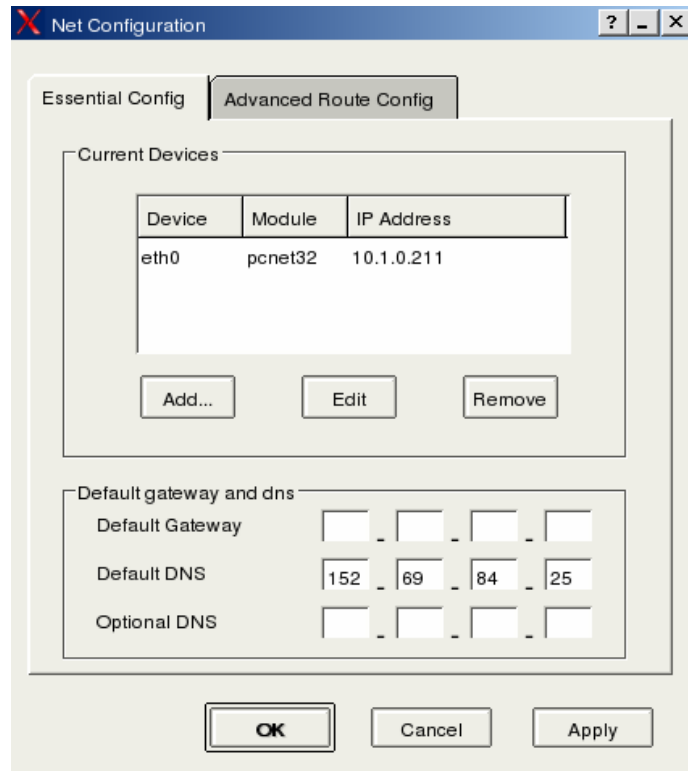 Net Configuration
? _ X
Essential Config Advanced Route Config
Current Devices
Device Module IP Address
eth0 pcnet32 10.1.0.211
Add... Edit Remove
Default gateway and dns
Default Gateway - - -
Default DNS 152 - 69 - 84 - 25
Optional DNS - - -
OK Cancel Apply